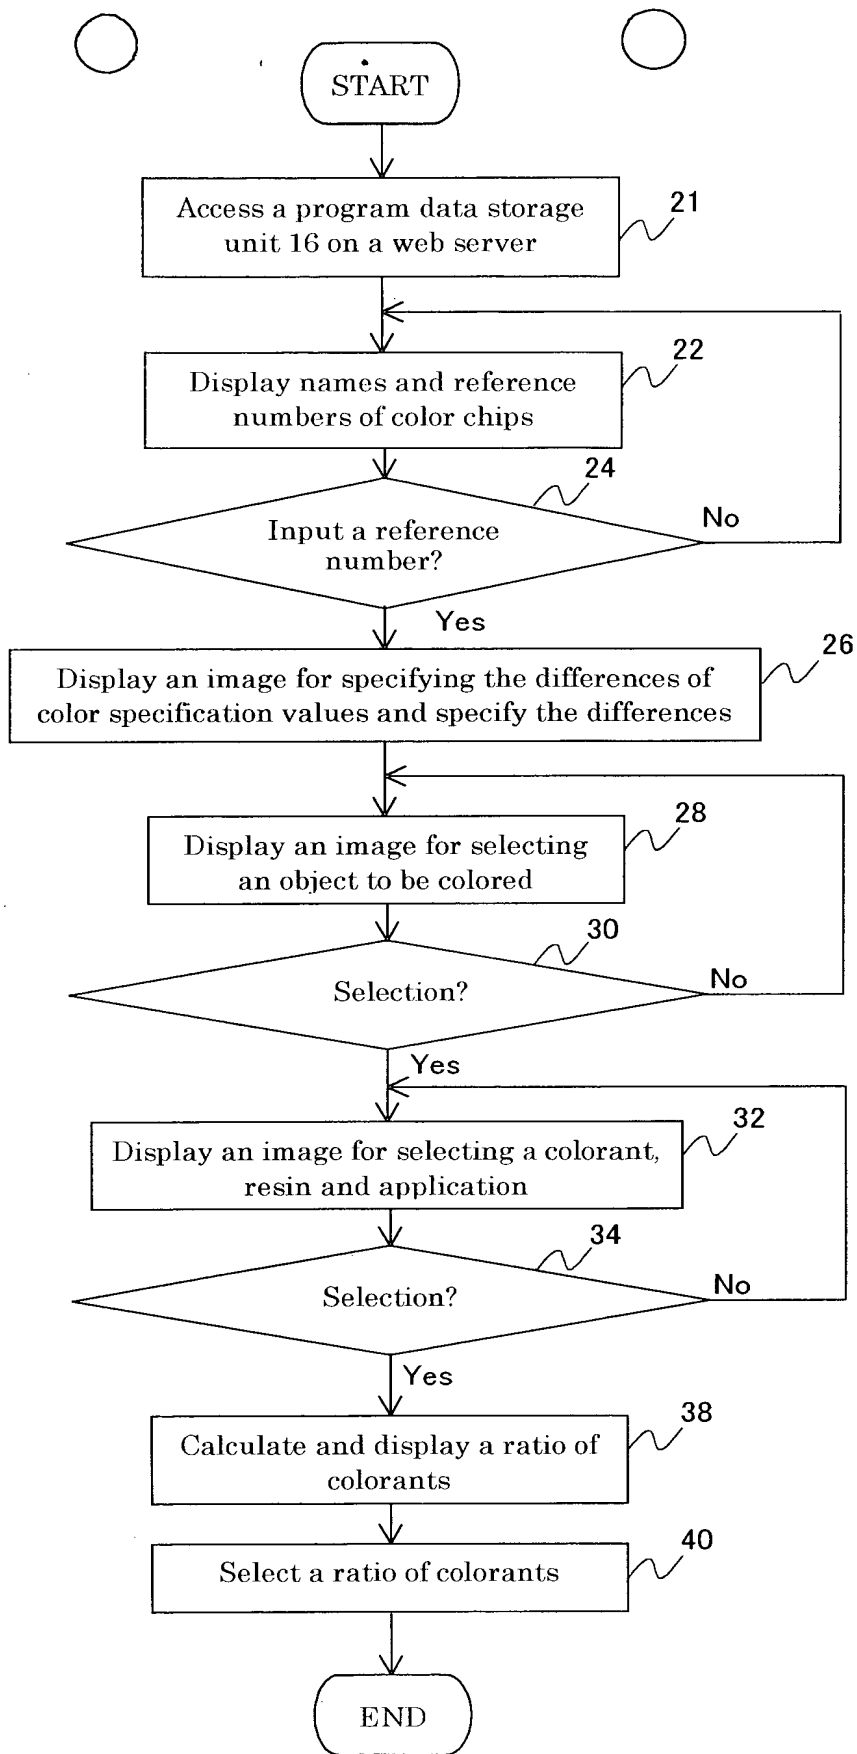 START
Access a program data storage
unit 16 on a web server
21
Display names and reference
numbers of color chips
22
Input a reference
number?
24
No
Yes
Display an image for specifying the differences of
color specification values and specify the differences
26
Display an image for selecting
an object to be colored
28
Selection?
30
No
Yes
Display an image for selecting a colorant,
resin and application
32
Selection?
34
No
Yes
Calculate and display a ratio of
colorants
38
Select a ratio of colorants
40
END